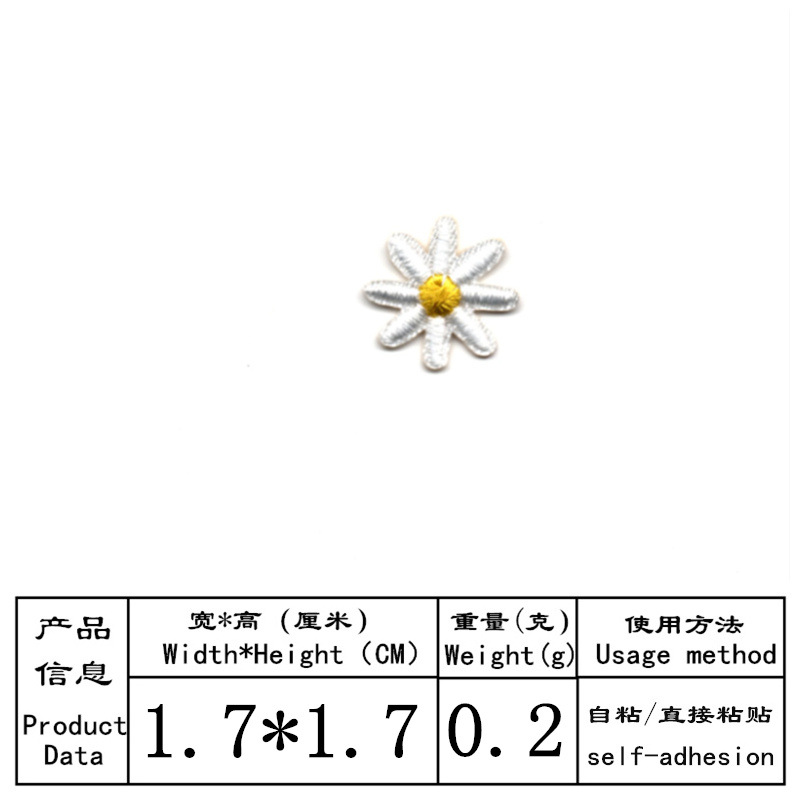 产品
信息
Product
Data
宽*高 (厘米)
Width*Height (CM)
重量(克)
Weight(g)
使用方法
Usage method
1.7*1.7
0.2
自粘/直接粘贴
self-adhesion